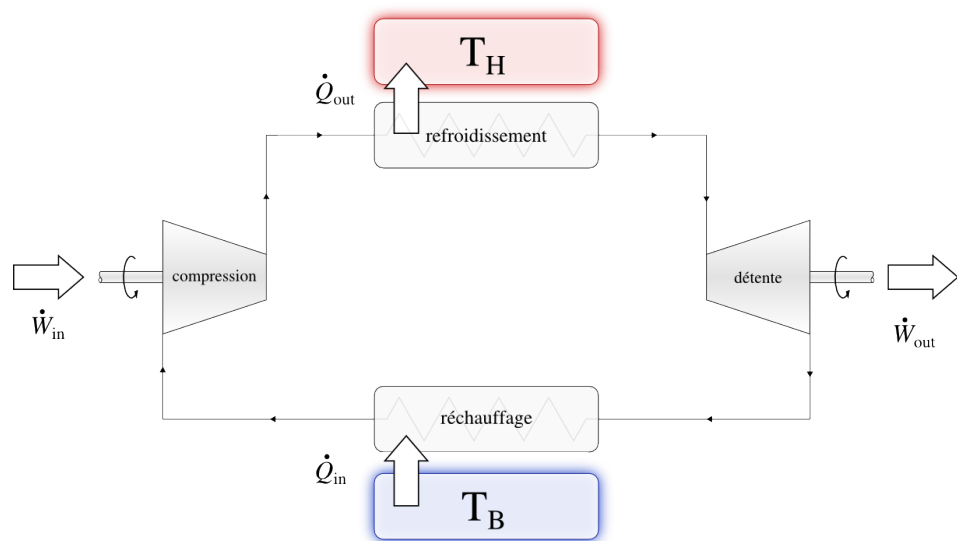 T_H
Q̇_out
refroidissement
compression
détente
Ẇ_in
Ẇ_out
réchauffage
Q̇_in
T_B